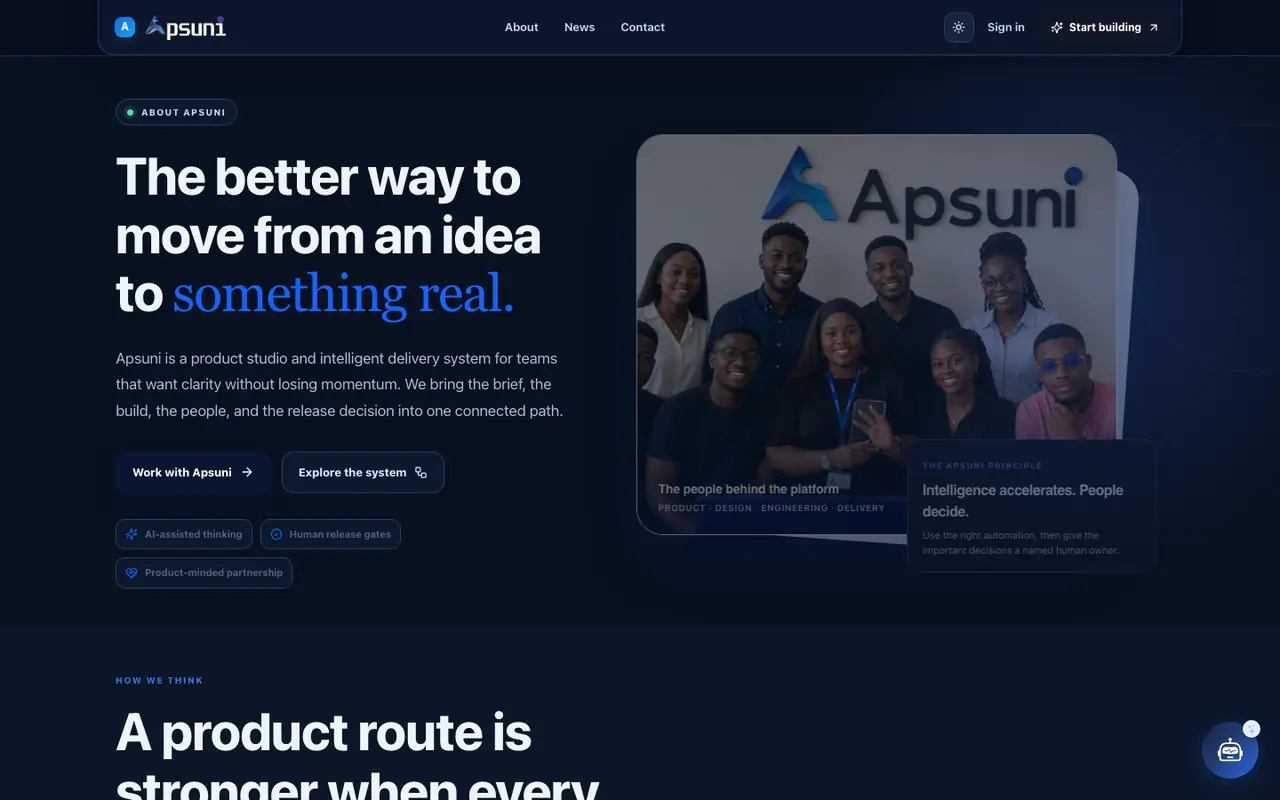 A Apsuni
About
News
Contact
Sign in
Start building
ABOUT APSUNI
The better way to
move from an idea
to something real.
Apsuni is a product studio and intelligent delivery system for teams
that want clarity without losing momentum. We bring the brief, the
build, the people, and the release decision into one connected path.
Work with Apsuni
Explore the system
AI-assisted thinking
Human release gates
Product-minded partnership
Apsuni
The people behind the platform
PRODUCT · DESIGN · ENGINEERING · DELIVERY
THE APSUNI PRINCIPLE
Intelligence accelerates. People
decide.
Use the right automation, then give the
important decisions a named human owner.
HOW WE THINK
A product route is
stronger when every